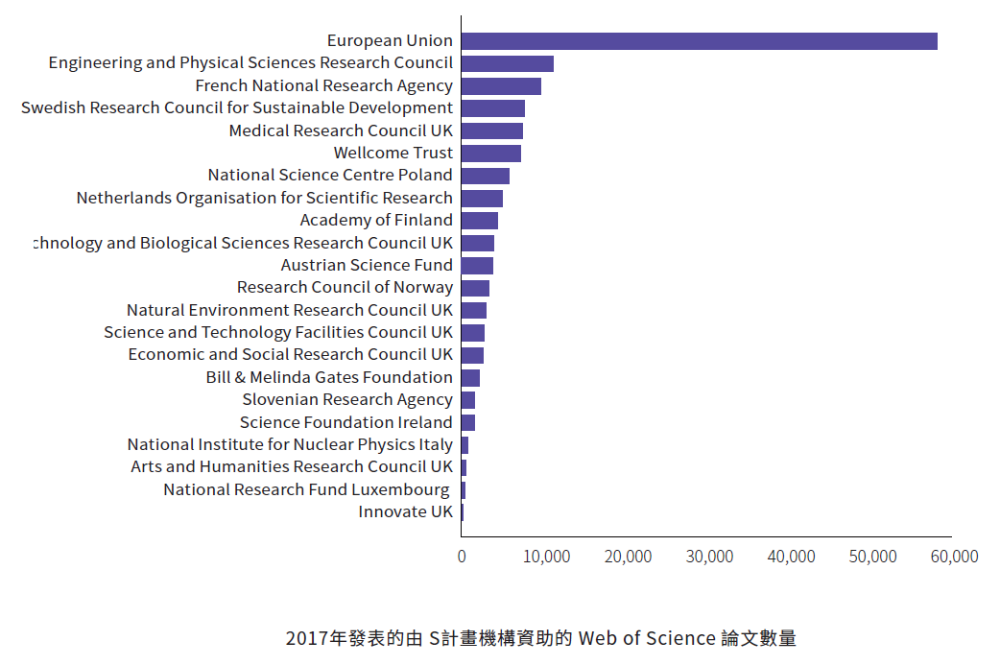 European Union
Engineering and Physical Sciences Research Council
French National Research Agency
Swedish Research Council for Sustainable Development
Medical Research Council UK
Wellcome Trust
National Science Centre Poland
Netherlands Organisation for Scientific Research
Academy of Finland
chnology and Biological Sciences Research Council UK
Austrian Science Fund
Research Council of Norway
Natural Environment Research Council UK
Science and Technology Facilities Council UK
Economic and Social Research Council UK
Bill & Melinda Gates Foundation
Slovenian Research Agency
Science Foundation Ireland
National Institute for Nuclear Physics Italy
Arts and Humanities Research Council UK
National Research Fund Luxembourg
Innovate UK
0 10,000 20,000 30,000 40,000 50,000 60,000
2017年發表的由 S計畫機構資助的 Web of Science 論文數量